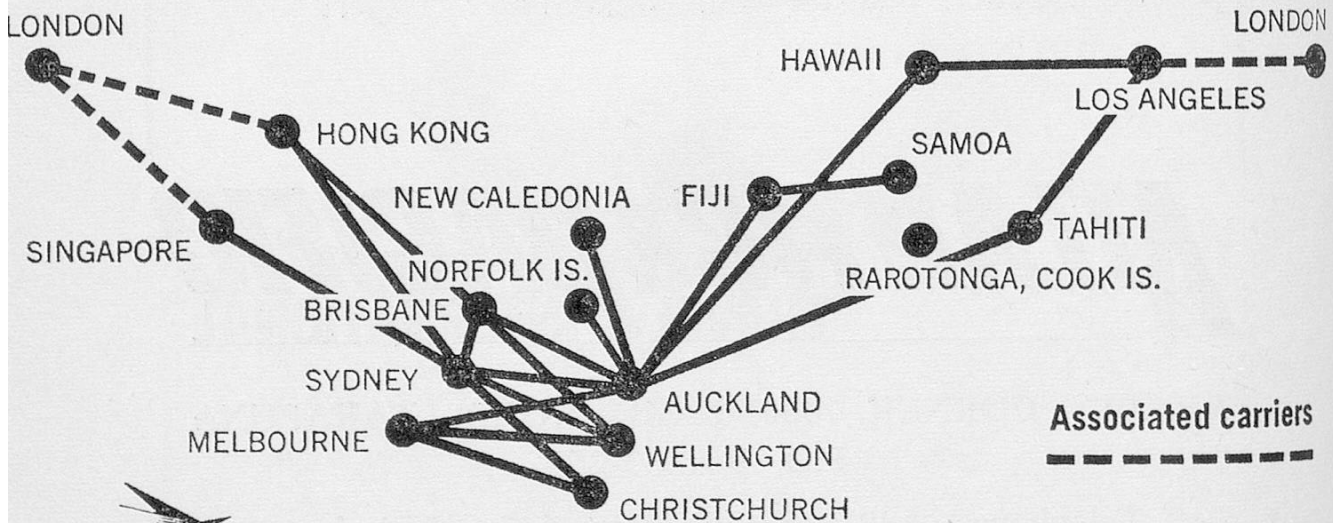 LONDON
LONDON
HAWAII
LOS ANGELES
HONG KONG
SAMOA
NEW CALEDONIA
FIJI
SINGAPORE
TAHITI
NORFOLK IS.
RAROTONGA, COOK IS.
BRISBANE
SYDNEY
AUCKLAND
Associated carriers
MELBOURNE
WELLINGTON
CHRISTCHURCH